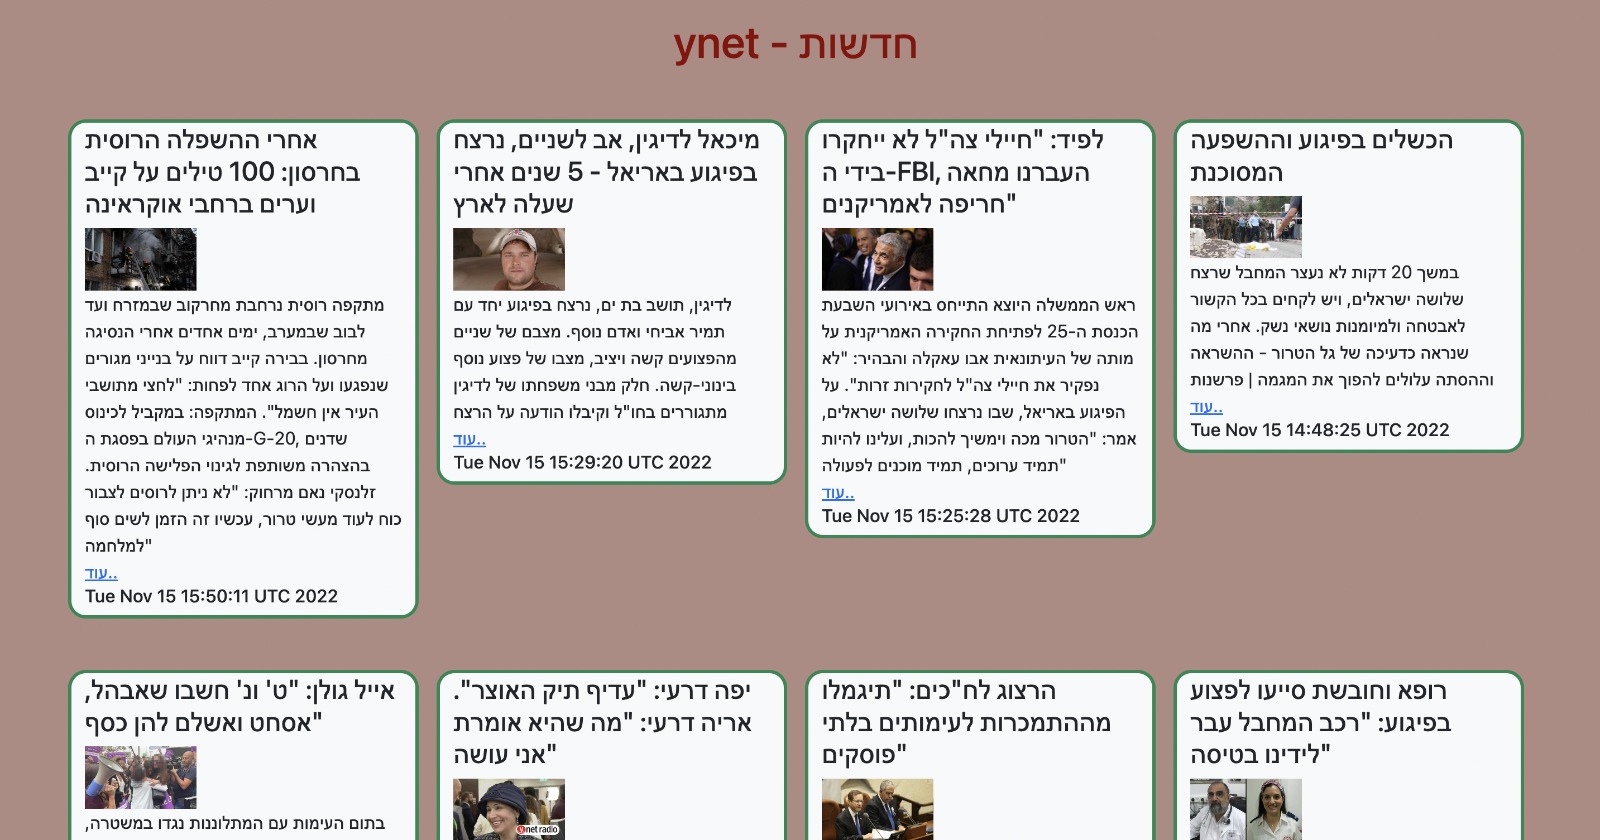 חדשות - ynet
אחרי ההשפלה הרוסית
בחרסון: 100 טילים על קייב
וערים ברחבי אוקראינה
מתקפה רוסית נרחבת מחרקוב שבמזרח ועד
לבוב שבמערב, ימים אחדים אחרי הנסיגה
מחרסון. בבירה קייב דווח על בנייני מגורים
שנפגעו ועל הרוג אחד לפחות: "לחצי מתושבי
העיר אין חשמל". המתקפה: במקביל לכינוס
מנהיגי העולם בפסגת ה-G-20, שדנים
בהצהרה משותפת לגינוי הפלישה הרוסית.
זלנסקי נאם מרחוק: "לא ניתן לרוסים לצבור
כוח לעוד מעשי טרור, עכשיו זה הזמן לשים סוף
למלחמה"
עוד..
Tue Nov 15 15:50:11 UTC 2022
מיכאל לדיגין, אב לשניים, נרצח
בפיגוע באריאל - 5 שנים אחרי
שעלה לארץ
לדיגין, תושב בת ים, נרצח בפיגוע יחד עם
תמיר אביחי ואדם נוסף. מצבם של שניים
מהפצועים קשה ויציב, מצבו של פצוע נוסף
בינוני-קשה. חלק מבני משפחתו של לדיגין
מתגוררים בחו"ל וקיבלו הודעה על הרצח
עוד..
Tue Nov 15 15:29:20 UTC 2022
לפיד: "חיילי צה"ל לא ייחקרו
בידי ה-FBI, העברנו מחאה
חריפה לאמריקנים"
ראש הממשלה היוצא התייחס באירועי השבעת
הכנסת ה-25 לפתיחת החקירה האמריקנית על
מותה של העיתונאית אבו עאקלה והבהיר: "לא
נפקיר את חיילי צה"ל לחקירות זרות". על
הפיגוע באריאל, שבו נרצחו שלושה ישראלים,
אמר: "הטרור מכה וימשיך להכות, ועלינו להיות
תמיד ערוכים, תמיד מוכנים לפעולה"
עוד..
Tue Nov 15 15:25:28 UTC 2022
הכשלים בפיגוע וההשפעה
המסוכנת
במשך 20 דקות לא נעצר המחבל שרצח
שלושה ישראלים, ויש לקחים בכל הקשור
לאבטחה ולמיומנות נושאי נשק. אחרי מה
שנראה כדעיכה של גל הטרור - ההשראה
וההסתה עלולים להפוך את המגמה | פרשנות
עוד..
Tue Nov 15 14:48:25 UTC 2022
אייל גולן: "ט' ונ' חשבו שאבהל,
אסחט ואשלם להן כסף"
בתום העימות עם המתלוננות נגדו במשטרה,
יפה דרעי: "עדיף תיק האוצר".
אריה דרעי: "מה שהיא אומרת
אני עושה"
ynet radio
הרצוג לח"כים: "תיגמלו
מההתמכרות לעימותים בלתי
פוסקים"
רופא וחובשת סייעו לפצוע
בפיגוע: "רכב המחבל עבר
לידינו בטיסה"